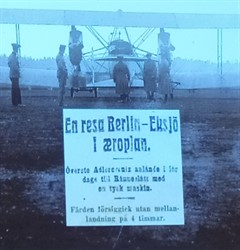 En resa Berlin–Eksjö
i æroplan.
Överste Adlercreutz anlände i lör
dags till Ränneslätt med
en tysk maskin.
Färden försiggick utan mellan-
landning på 4 timmar.